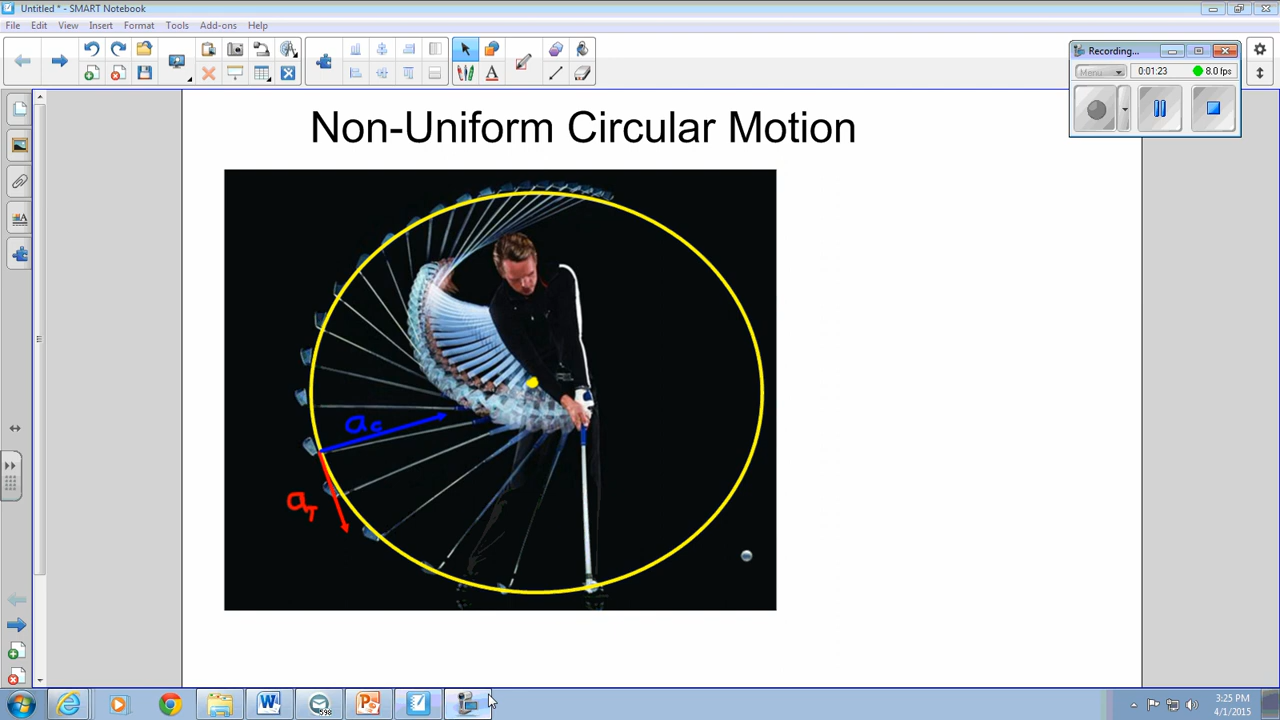 Untitled * - SMART Notebook
File Edit View Insert Format Tools Add-ons Help
Recording...
Menu 0:01:23 8.0 fps
Non-Uniform Circular Motion
ac
aT
598
3:25 PM
4/1/2015